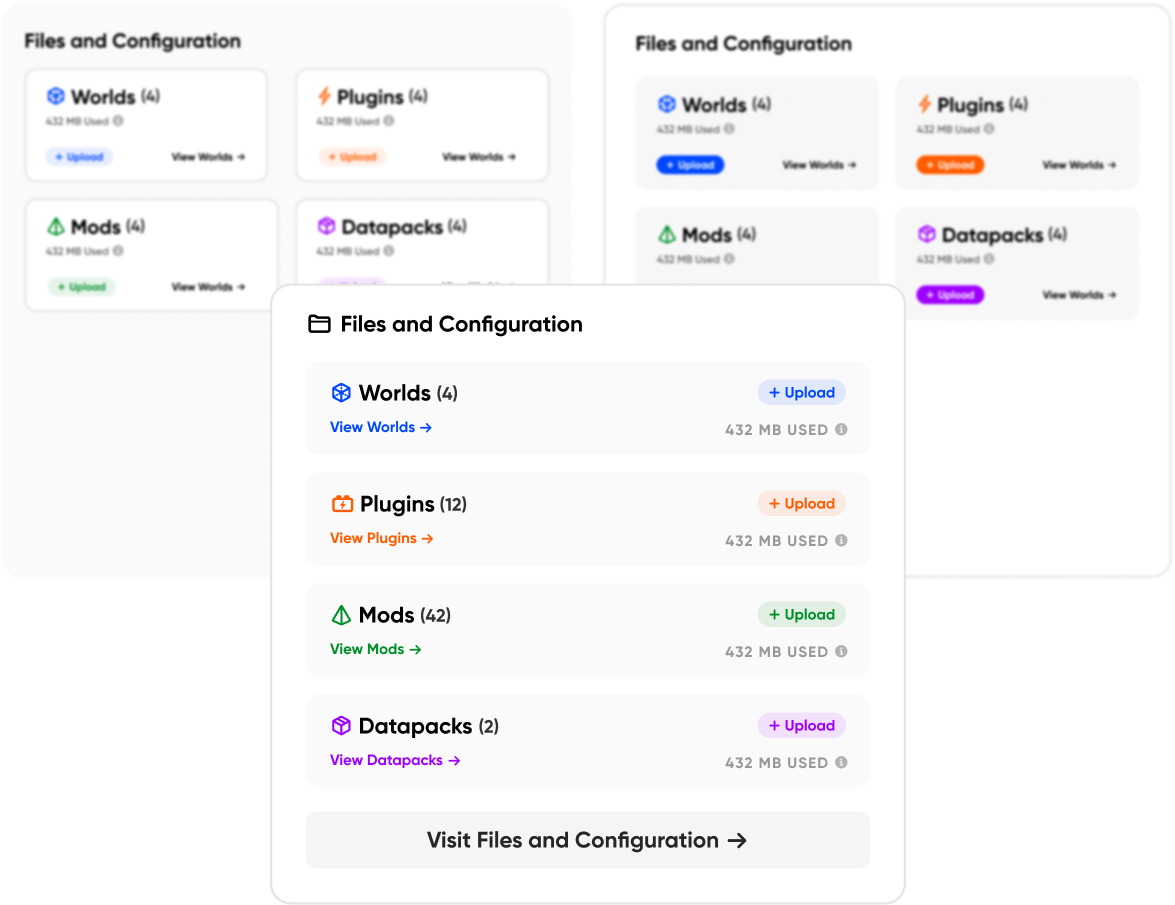 Files and Configuration
Worlds (4)
432 MB Used
+ Upload
View Worlds →
Plugins (4)
432 MB Used
+ Upload
View Worlds →
Mods (4)
432 MB Used
+ Upload
View Worlds →
Datapacks (4)
432 MB Used
Files and Configuration
Worlds (4)
432 MB Used
+ Upload
View Worlds →
Plugins (4)
432 MB Used
+ Upload
View Worlds →
Mods (4)
432 MB Used
Datapacks (4)
432 MB Used
+ Upload
View Worlds →
Files and Configuration
Worlds (4)
+ Upload
View Worlds →
432 MB USED
Plugins (12)
+ Upload
View Plugins →
432 MB USED
Mods (42)
+ Upload
View Mods →
432 MB USED
Datapacks (2)
+ Upload
View Datapacks →
432 MB USED
Visit Files and Configuration →